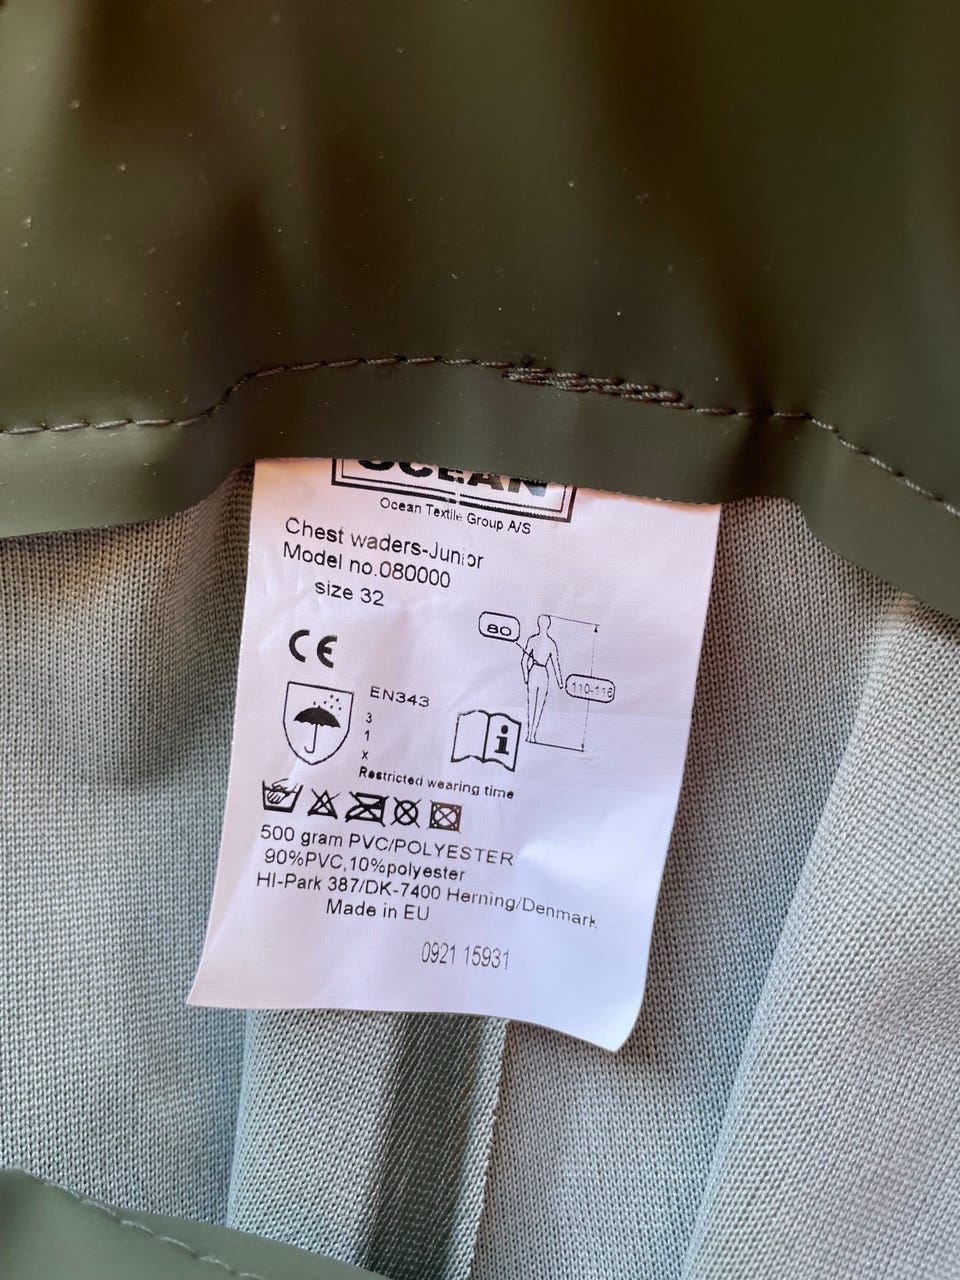 OCEAN
Ocean Textile Group A/S
Chest waders-Junior
Model no.080000
size 32
80
CE
110-116
EN343
3
1
x
i
Restricted wearing time
500 gram PVC/POLYESTER
90%PVC,10%polyester
HI-Park 387/DK-7400 Herning/Denmark
Made in EU
0921 15931